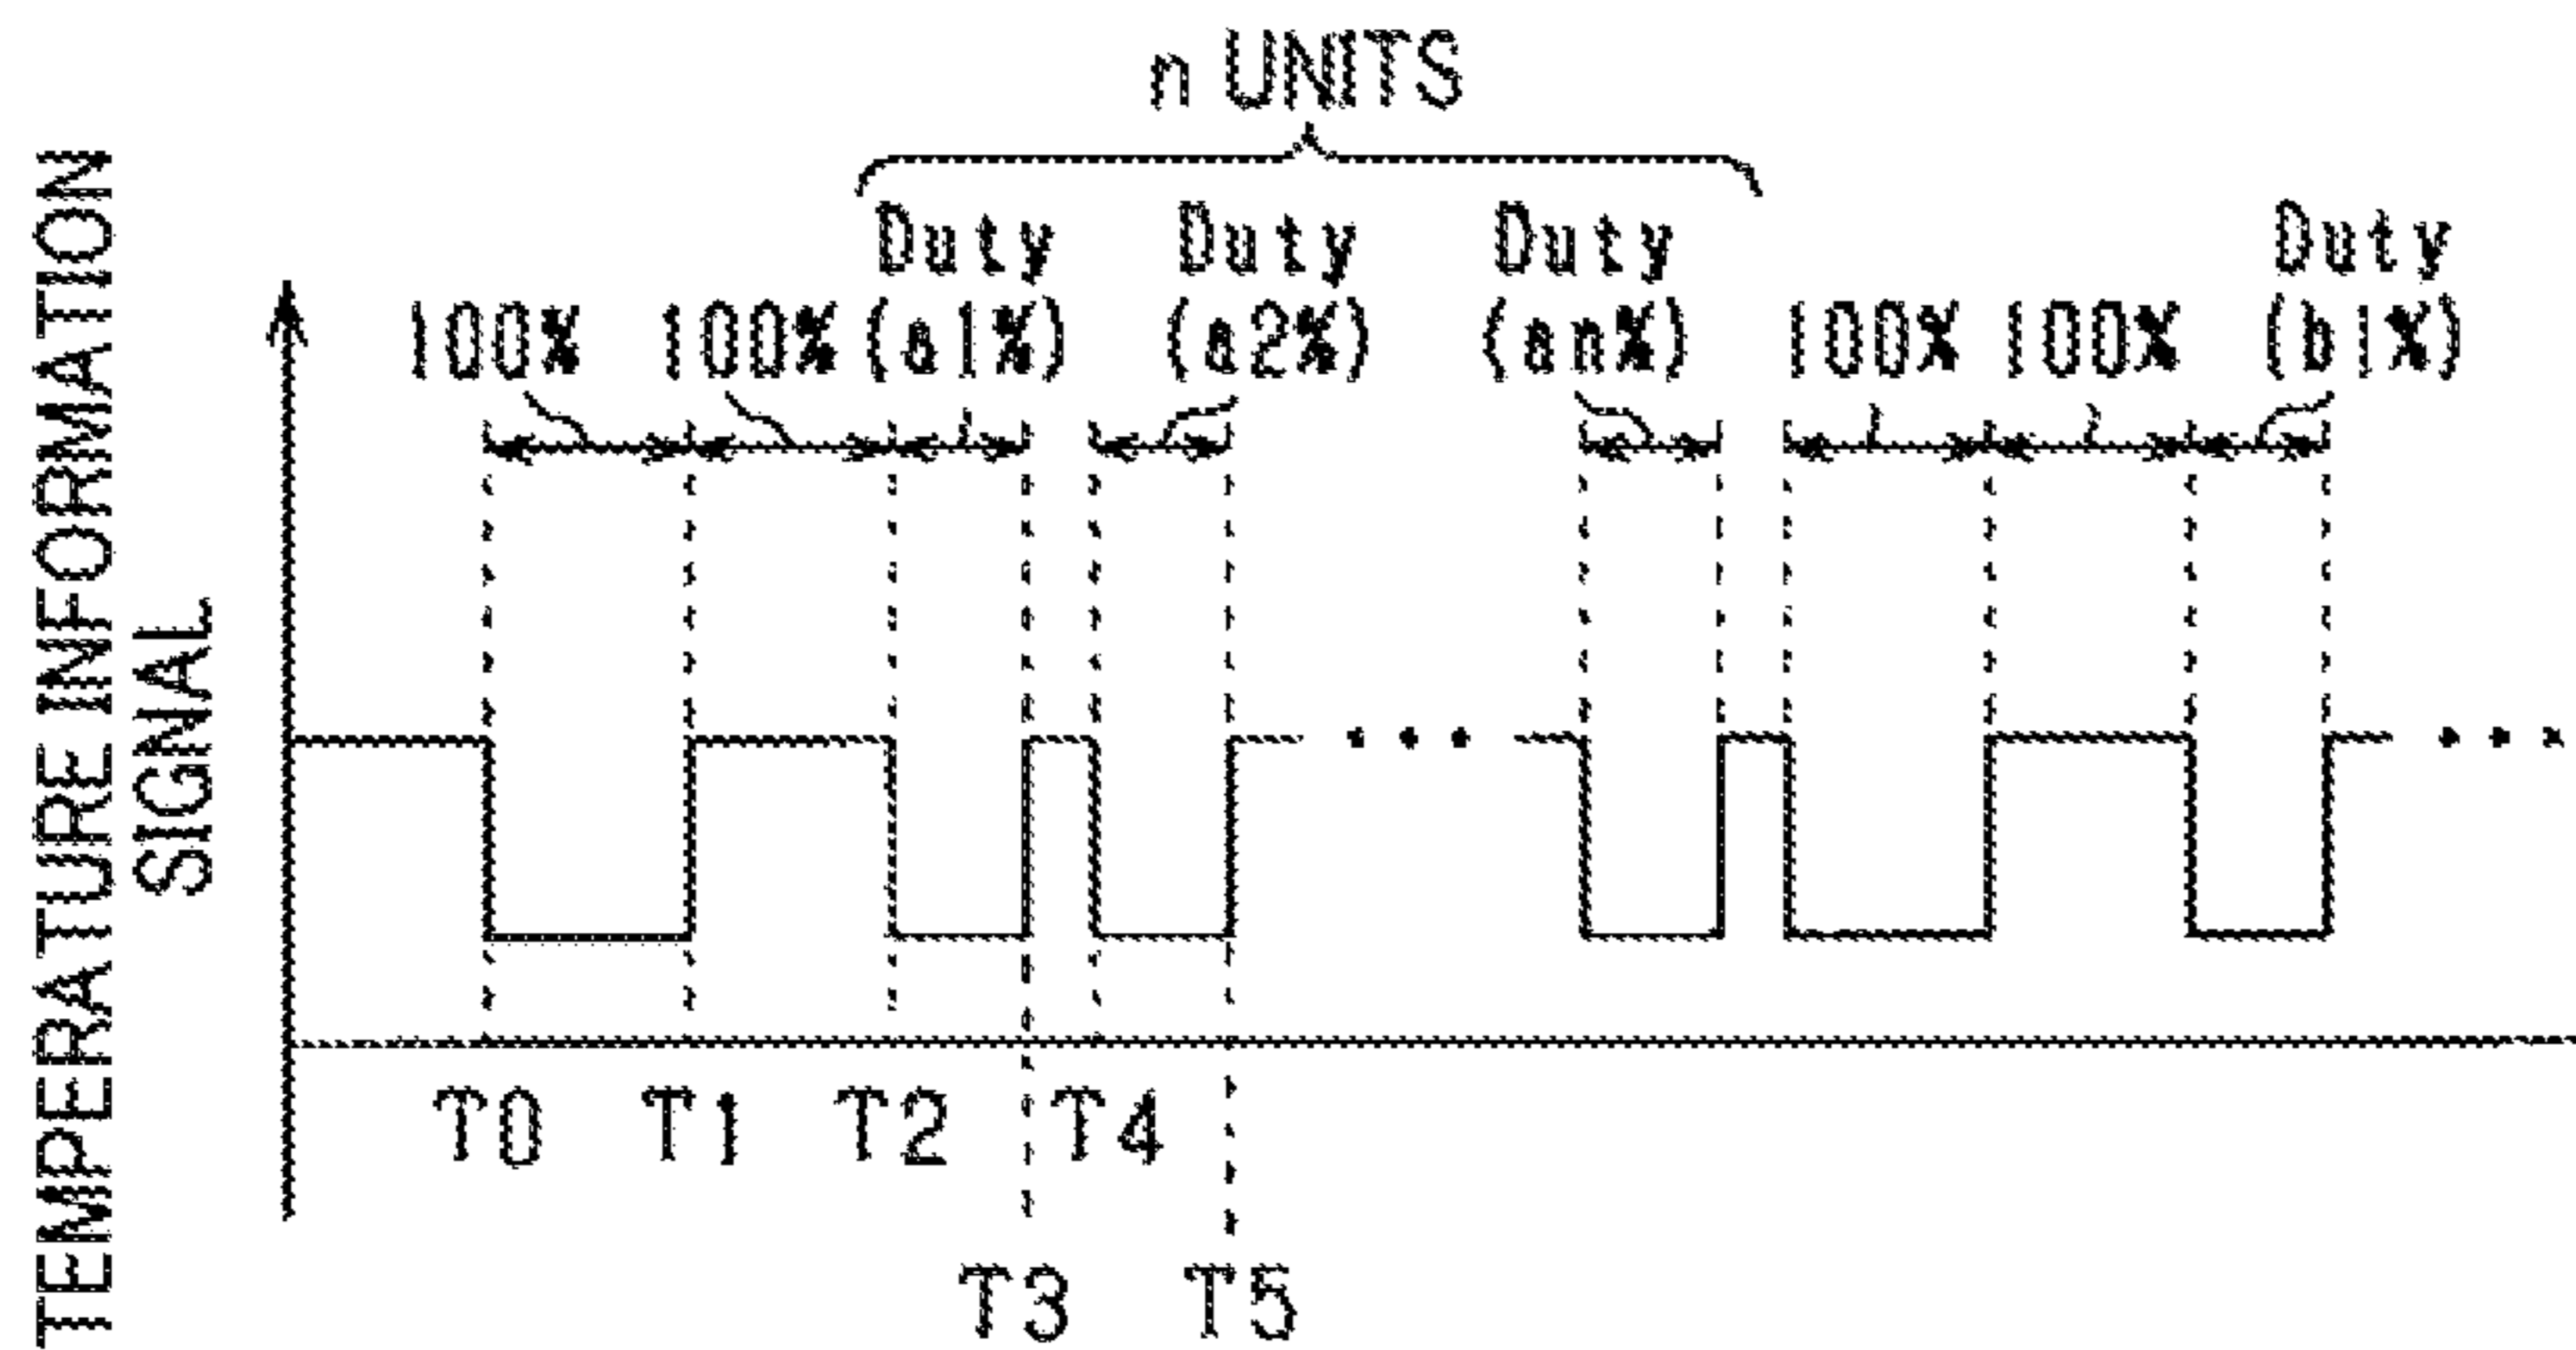 n UNITS
Duty Duty Duty Duty
100% 100% (a1%) (a2%) (an%) 100% 100% (b1%)
TEMPERATURE INFORMATION
SIGNAL
T0 T1 T2 T4
T3 T5